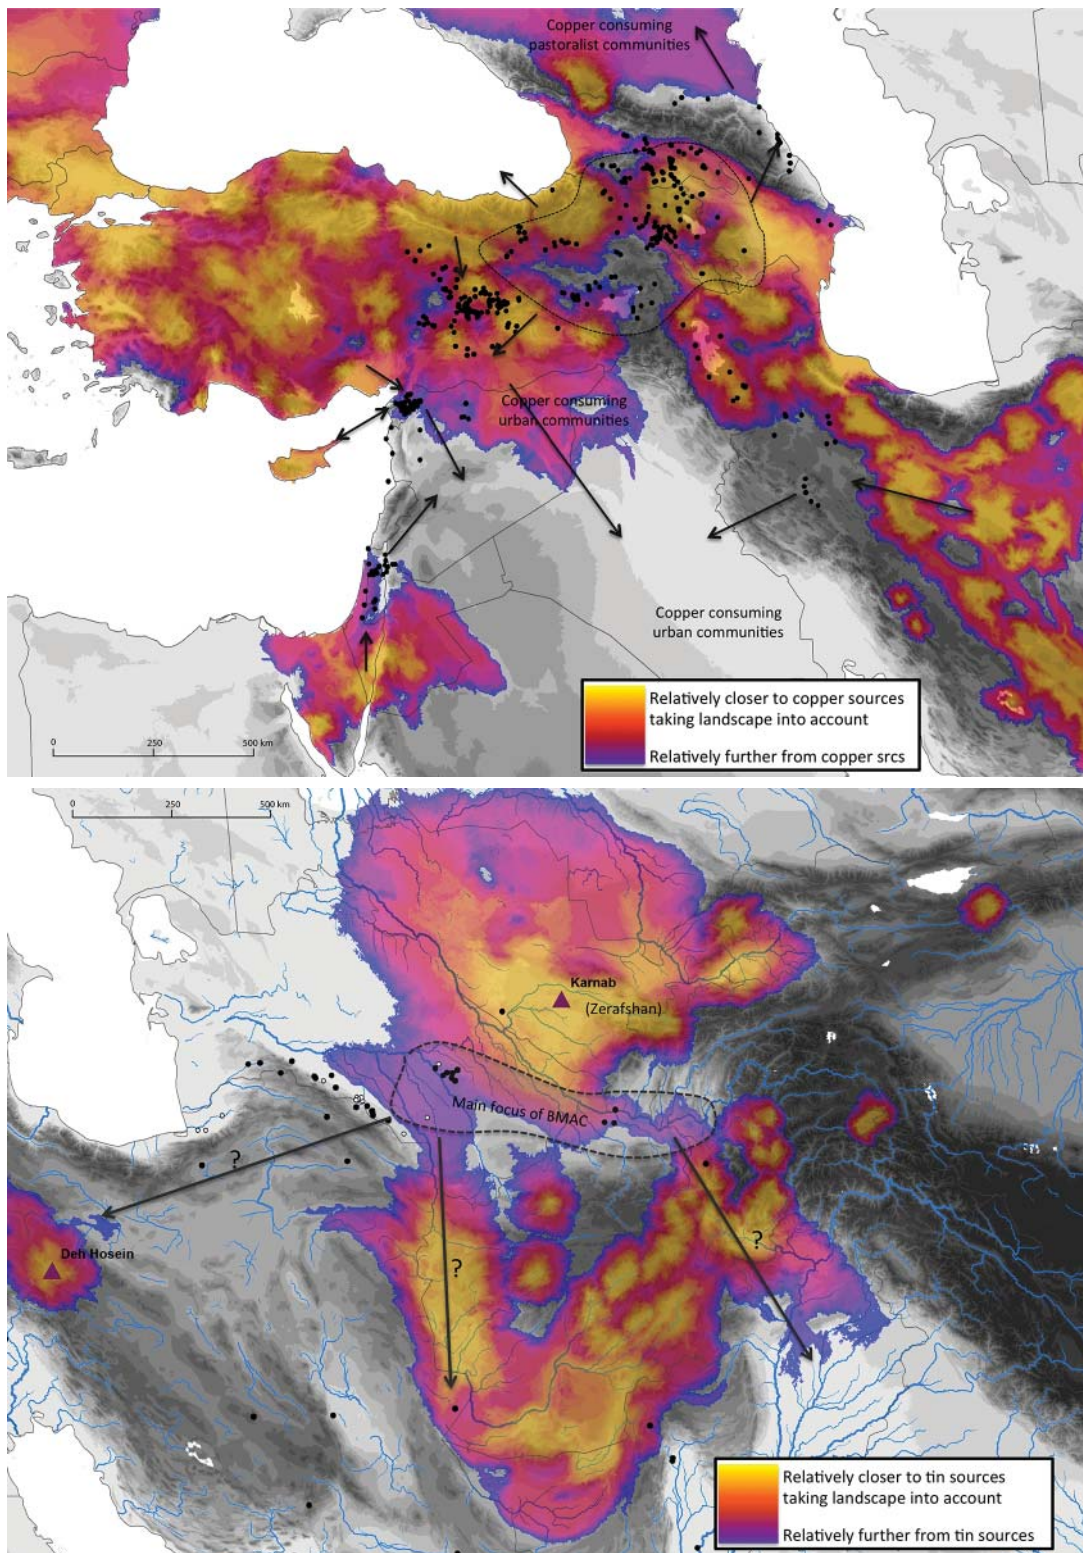 Copper consuming
pastoralist communities
Copper consuming
urban communities
Copper consuming
urban communities
Relatively closer to copper sources
taking landscape into account
Relatively further from copper srcs
0 250 500 km
0 250 500 km
Karnab
(Zerafshan)
Main focus of BMAC
?
Deh Hosein
?
?
Relatively closer to tin sources
taking landscape into account
Relatively further from tin sources